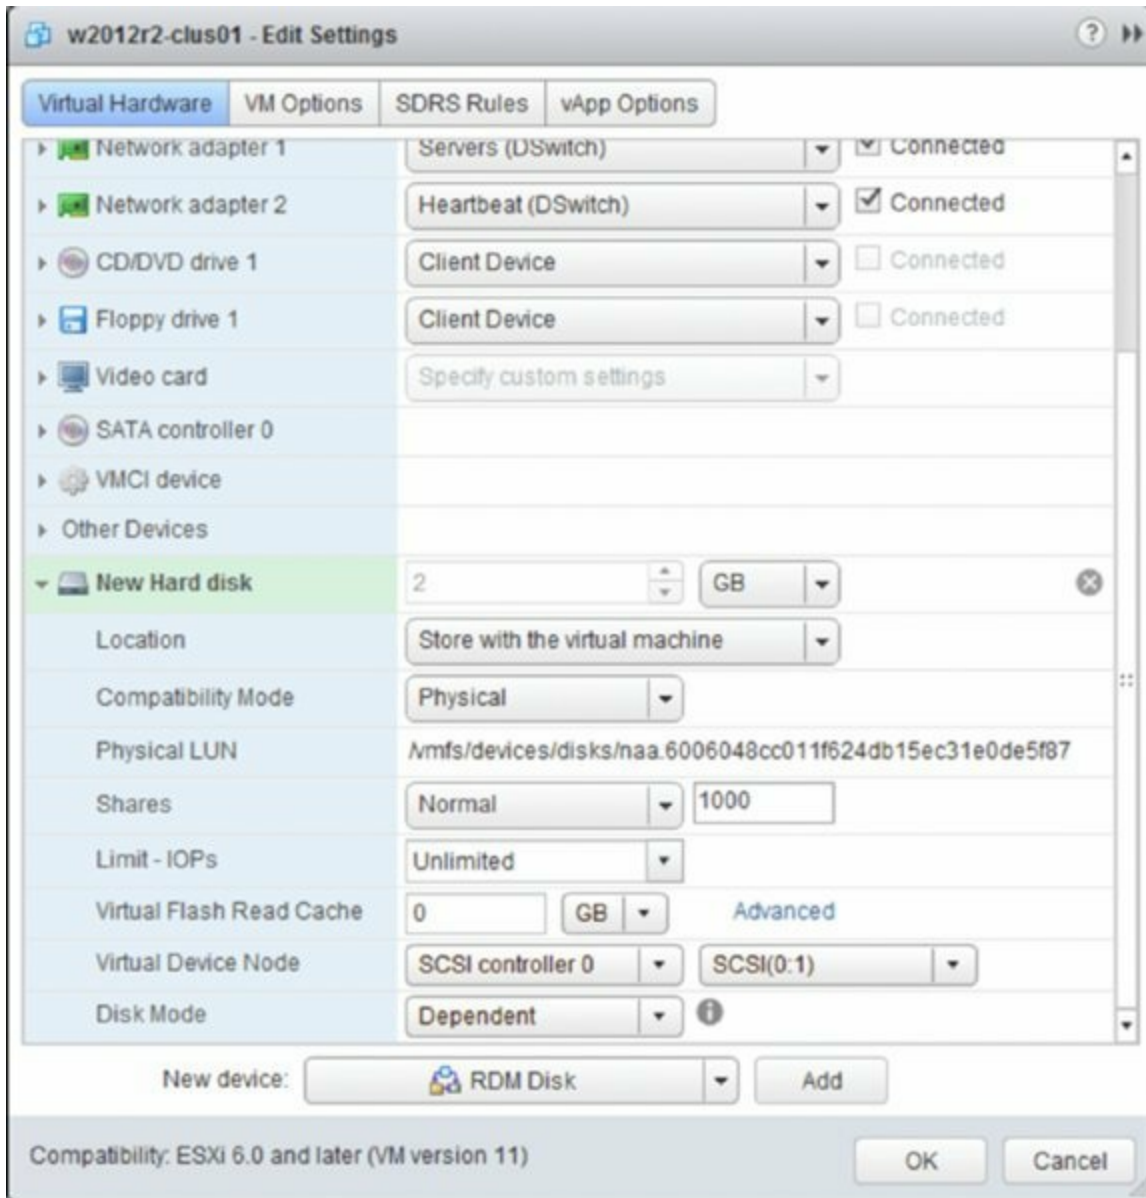 w2012r2-clus01 - Edit Settings ?
Virtual Hardware VM Options SDRS Rules vApp Options
Network adapter 1 Servers (DSwitch) Connected
Network adapter 2 Heartbeat (DSwitch) Connected
CD/DVD drive 1 Client Device Connected
Floppy drive 1 Client Device Connected
Video card Specify custom settings
SATA controller 0
VMCI device
Other Devices
New Hard disk 2 GB
Location Store with the virtual machine
Compatibility Mode Physical
Physical LUN /vmfs/devices/disks/naa.6006048cc011f624db15ec31e0de5f87
Shares Normal 1000
Limit - IOPs Unlimited
Virtual Flash Read Cache 0 GB Advanced
Virtual Device Node SCSI controller 0 SCSI(0:1)
Disk Mode Dependent
New device: RDM Disk Add
Compatibility: ESXi 6.0 and later (VM version 11) OK Cancel